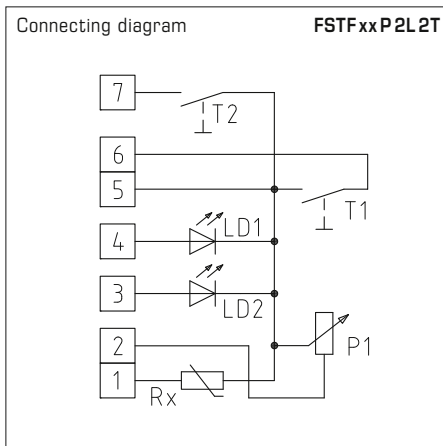 Connecting diagram FSTFxxP2L2T
7
T2
6
5
T1
4
LD1
3
LD2
2
P1
1
Rx